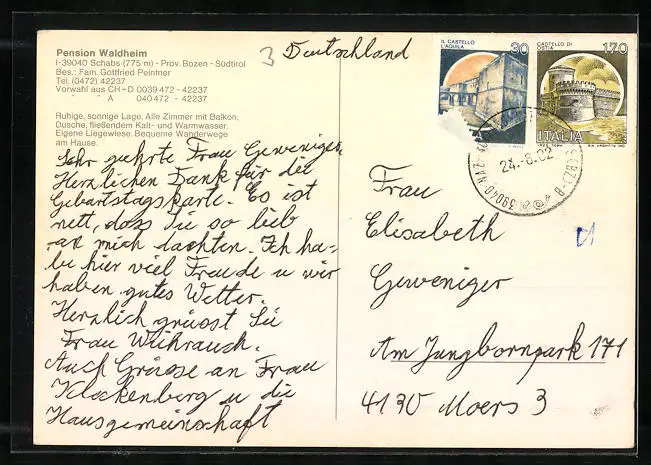 Pension Waldheim
I-39040 Schabs (775 m) - Prov. Bozen - Südtirol
Bes.: Fam. Gottfried Peintner
Tel. (0472) 42237
Vorwahl aus CH+D 0039 472 - 42237
" " A 040 472 - 42237
Ruhige, sonnige Lage. Alle Zimmer mit Balkon,
Dusche, fließendem Kalt- und Warmwasser.
Eigene Liegewiese. Bequeme Wanderwege
am Hause.
Sehr geehrte Frau Geweniger
Herzlichen Dank für die
Geburtstagskarte. Es ist
nett, dass Sie so lieb
an mich dachten. Ich ha-
be hier viel Freude u wir
haben gutes Wetter.
Herzlich grüsst Sie
Frau Weihrauch.
Auch Grüsse an Frau
Klockenberg u die
Hausgemeinschaft
3 Deutschland
IL CASTELLO
L'AQUILA
30
CASTELLO DI
OSTIA
170
ITALIA
39040-NAZ
24-6-82
Frau
Elisabeth
Geweniger
Am Jungbornpark 171
4130 Moers 3